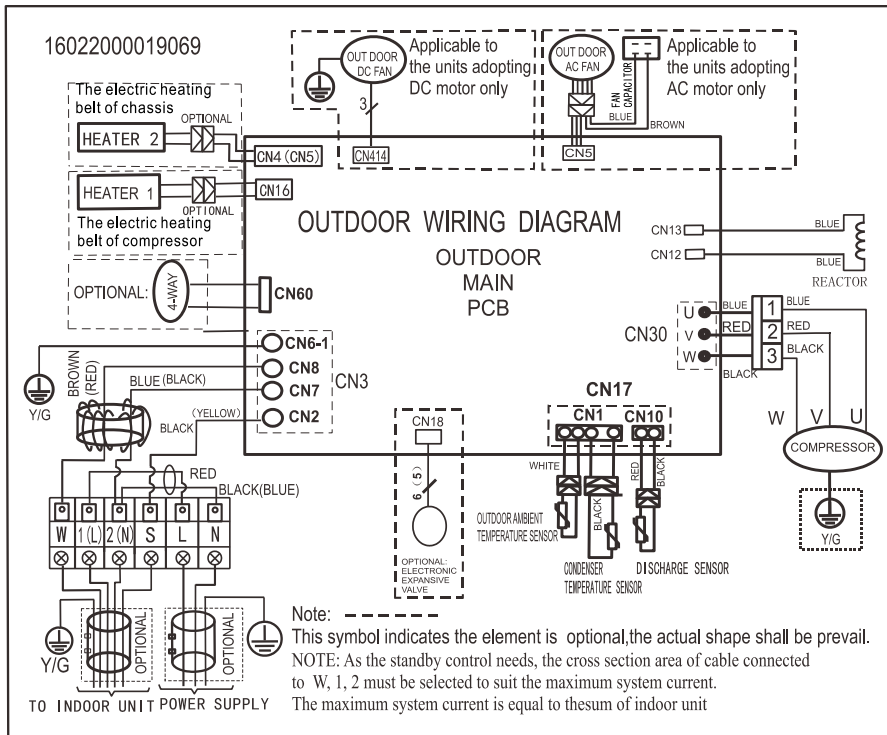 16022000019069
The electric heating
belt of chassis
OPTIONAL
HEATER 2
CN4 (CN5)
HEATER 1
CN16
OPTIONAL
The electric heating
belt of compressor
OPTIONAL:
4-WAY
CN60
OUT DOOR
DC FAN
3
CN414
Applicable to
the units adopting
DC motor only
OUT DOOR
AC FAN
FAN
CAPACITOR
BLUE
BROWN
CN5
Applicable to
the units adopting
AC motor only
OUTDOOR WIRING DIAGRAM
OUTDOOR
MAIN
PCB
CN13
CN12
BLUE
BLUE
REACTOR
CN30
U
V
W
BLUE
RED
BLACK
1
2
3
BLUE
RED
BLACK
W
V
U
COMPRESSOR
Y/G
CN6-1
CN8
CN7
CN2
CN3
Y/G
BROWN
(RED)
BLUE (BLACK)
(YELLOW)
BLACK
RED
BLACK(BLUE)
W
1 (L)
2 (N)
S
L
N
Y/G
OPTIONAL
OPTIONAL
TO INDOOR UNIT
POWER SUPPLY
CN18
6 (5)
OPTIONAL:
ELECTRONIC
EXPANSIVE
VALVE
CN17
CN1
CN10
WHITE
BLACK
RED
BLACK
OUTDOOR AMBIENT
TEMPERATURE SENSOR
CONDENSER
TEMPERATURE SENSOR
DISCHARGE SENSOR
Note:
This symbol indicates the element is optional,the actual shape shall be prevail.
NOTE: As the standby control needs, the cross section area of cable connected
to W, 1, 2 must be selected to suit the maximum system current.
The maximum system current is equal to thesum of indoor unit